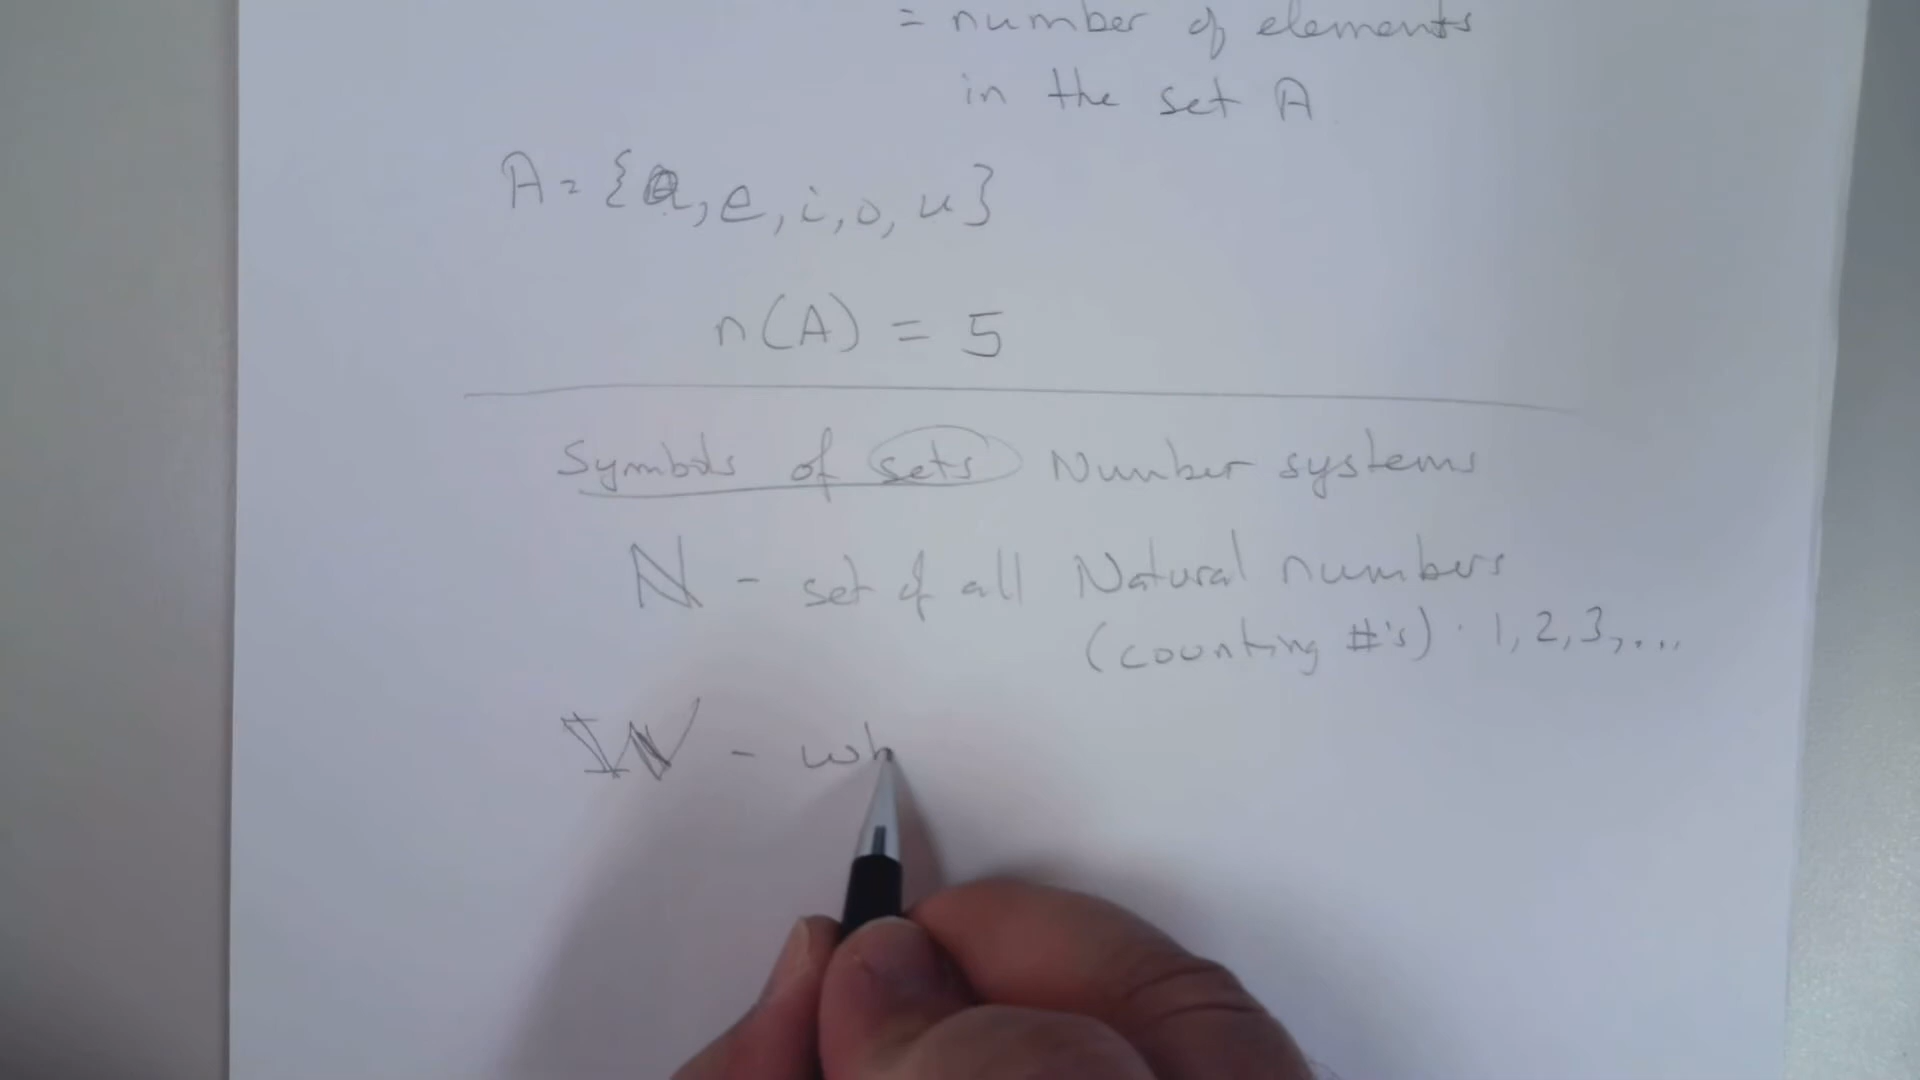 = number of elements
in the set A
A = {a, e, i, o, u}
n(A) = 5
Symbols of sets Number systems
ℕ - set of all Natural numbers
(counting #'s) · 1, 2, 3, ...
𝕎 - wh